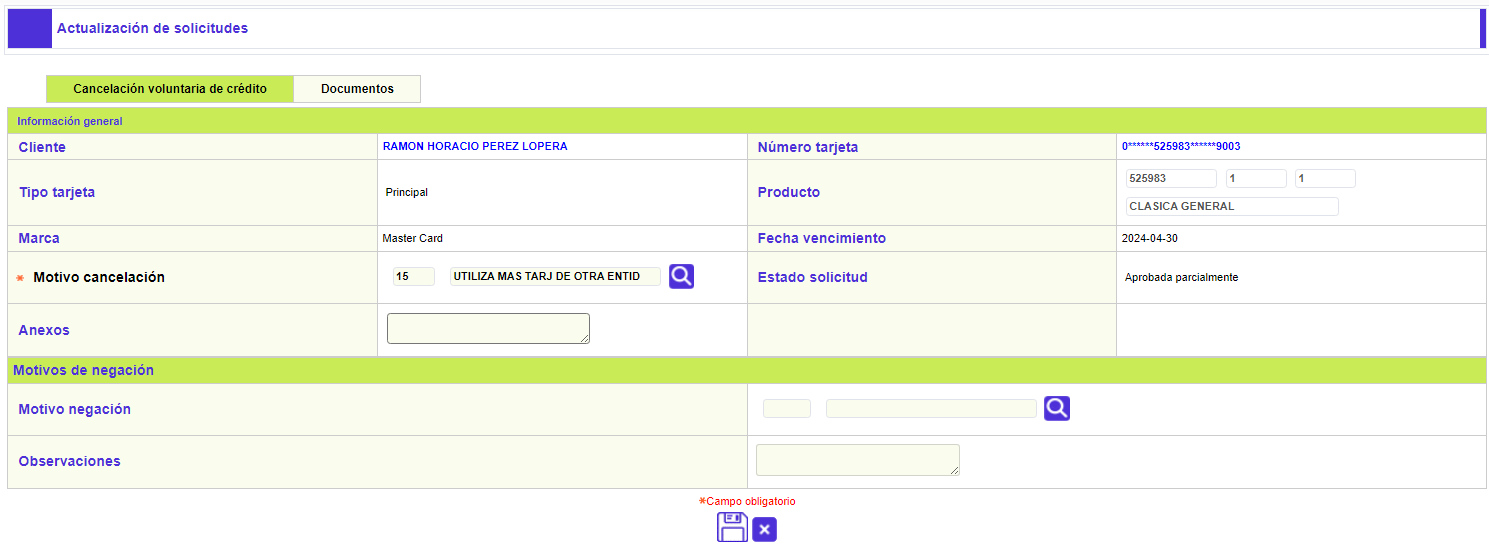 Actualización de solicitudes
Cancelación voluntaria de crédito Documentos
Información general
Cliente RAMON HORACIO PEREZ LOPERA Número tarjeta 0******525983******9003
Tipo tarjeta Principal Producto 525983 1 1
CLASICA GENERAL
Marca Master Card Fecha vencimiento 2024-04-30
* Motivo cancelación 15 UTILIZA MAS TARJ DE OTRA ENTID Estado solicitud Aprobada parcialmente
Anexos
Motivos de negación
Motivo negación
Observaciones
*Campo obligatorio